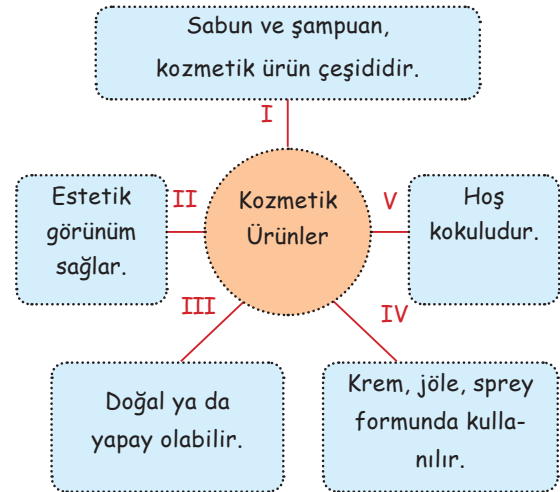 Sabun ve şampuan,
kozmetik ürün çeşididir.
I
Estetik
görünüm
sağlar.
II
Kozmetik
Ürünler
V
Hoş
kokuludur.
III
IV
Doğal ya da
yapay olabilir.
Krem, jöle, sprey
formunda kulla-
nılır.